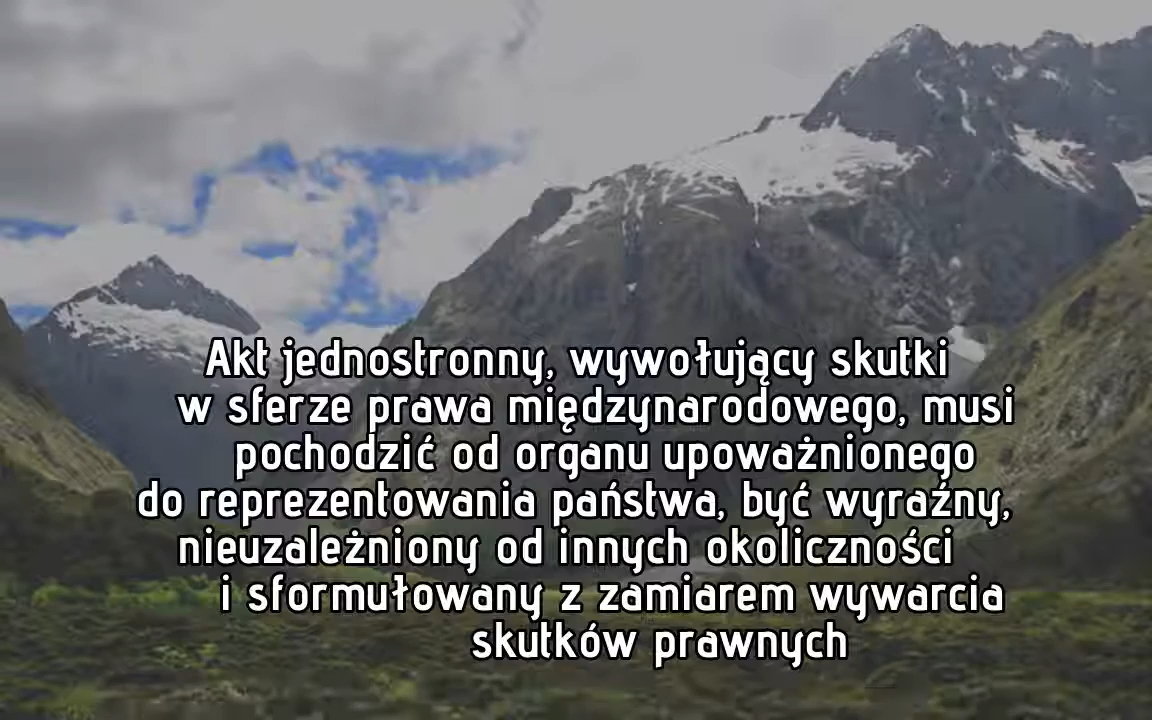 Akt jednostronny, wywołujący skutki
w sferze prawa międzynarodowego, musi
pochodzić od organu upoważnionego
do reprezentowania państwa, być wyraźny,
nieuzależniony od innych okoliczności
i sformułowany z zamiarem wywarcia
skutków prawnych